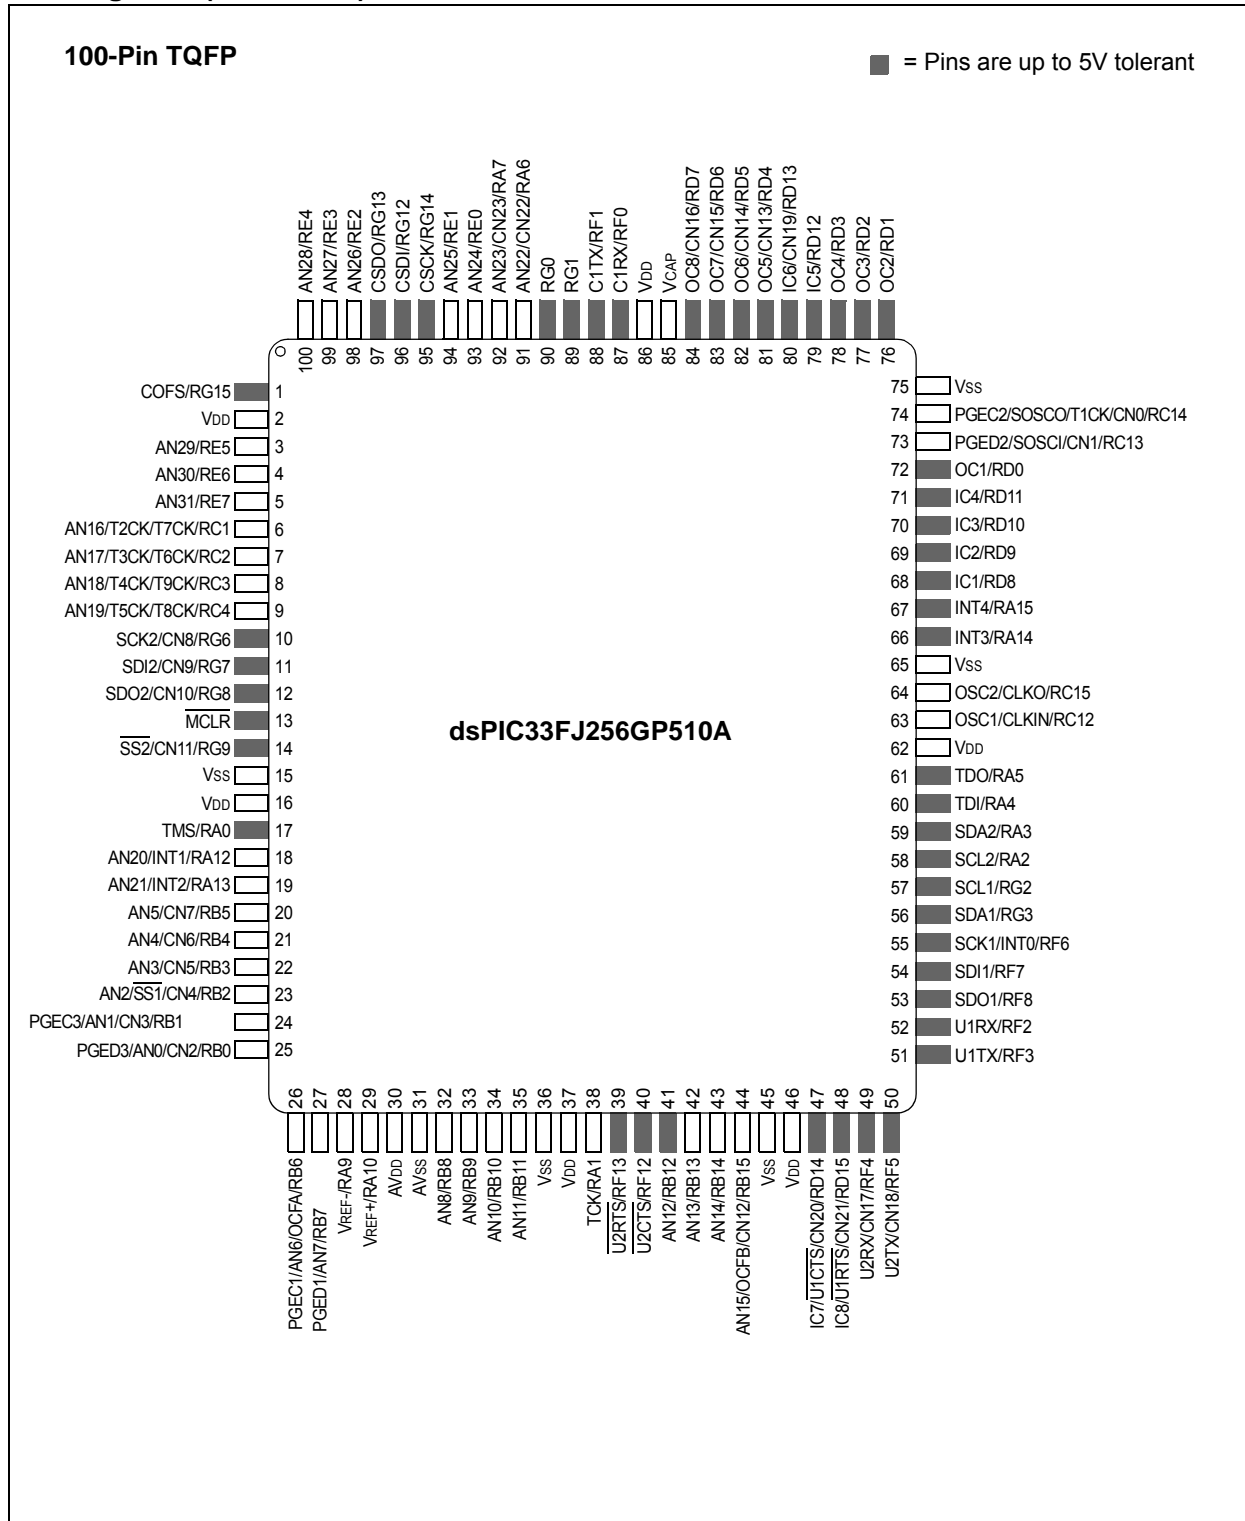 100-Pin TQFP
= Pins are up to 5V tolerant
AN28/RE4
AN27/RE3
AN26/RE2
CSDO/RG13
CSDI/RG12
CSCK/RG14
AN25/RE1
AN24/RE0
AN23/CN23/RA7
AN22/CN22/RA6
RG0
RG1
C1TX/RF1
C1RX/RF0
VDD
VCAP
OC8/CN16/RD7
OC7/CN15/RD6
OC6/CN14/RD5
OC5/CN13/RD4
IC6/CN19/RD13
IC5/RD12
OC4/RD3
OC3/RD2
OC2/RD1
100 99 98 97 96 95 94 93 92 91 90 89 88 87 86 85 84 83 82 81 80 79 78 77 76
COFS/RG15 1
VDD 2
AN29/RE5 3
AN30/RE6 4
AN31/RE7 5
AN16/T2CK/T7CK/RC1 6
AN17/T3CK/T6CK/RC2 7
AN18/T4CK/T9CK/RC3 8
AN19/T5CK/T8CK/RC4 9
SCK2/CN8/RG6 10
SDI2/CN9/RG7 11
SDO2/CN10/RG8 12
MCLR 13
SS2/CN11/RG9 14
VSS 15
VDD 16
TMS/RA0 17
AN20/INT1/RA12 18
AN21/INT2/RA13 19
AN5/CN7/RB5 20
AN4/CN6/RB4 21
AN3/CN5/RB3 22
AN2/SS1/CN4/RB2 23
PGEC3/AN1/CN3/RB1 24
PGED3/AN0/CN2/RB0 25
dsPIC33FJ256GP510A
75 VSS
74 PGEC2/SOSCO/T1CK/CN0/RC14
73 PGED2/SOSCI/CN1/RC13
72 OC1/RD0
71 IC4/RD11
70 IC3/RD10
69 IC2/RD9
68 IC1/RD8
67 INT4/RA15
66 INT3/RA14
65 VSS
64 OSC2/CLKO/RC15
63 OSC1/CLKIN/RC12
62 VDD
61 TDO/RA5
60 TDI/RA4
59 SDA2/RA3
58 SCL2/RA2
57 SCL1/RG2
56 SDA1/RG3
55 SCK1/INT0/RF6
54 SDI1/RF7
53 SDO1/RF8
52 U1RX/RF2
51 U1TX/RF3
26 27 28 29 30 31 32 33 34 35 36 37 38 39 40 41 42 43 44 45 46 47 48 49 50
PGEC1/AN6/OCFA/RB6
PGED1/AN7/RB7
VREF-/RA9
VREF+/RA10
AVDD
AVSS
AN8/RB8
AN9/RB9
AN10/RB10
AN11/RB11
VSS
VDD
TCK/RA1
U2RTS/RF13
U2CTS/RF12
AN12/RB12
AN13/RB13
AN14/RB14
AN15/OCFB/CN12/RB15
VSS
VDD
IC7/U1CTS/CN20/RD14
IC8/U1RTS/CN21/RD15
U2RX/CN17/RF4
U2TX/CN18/RF5